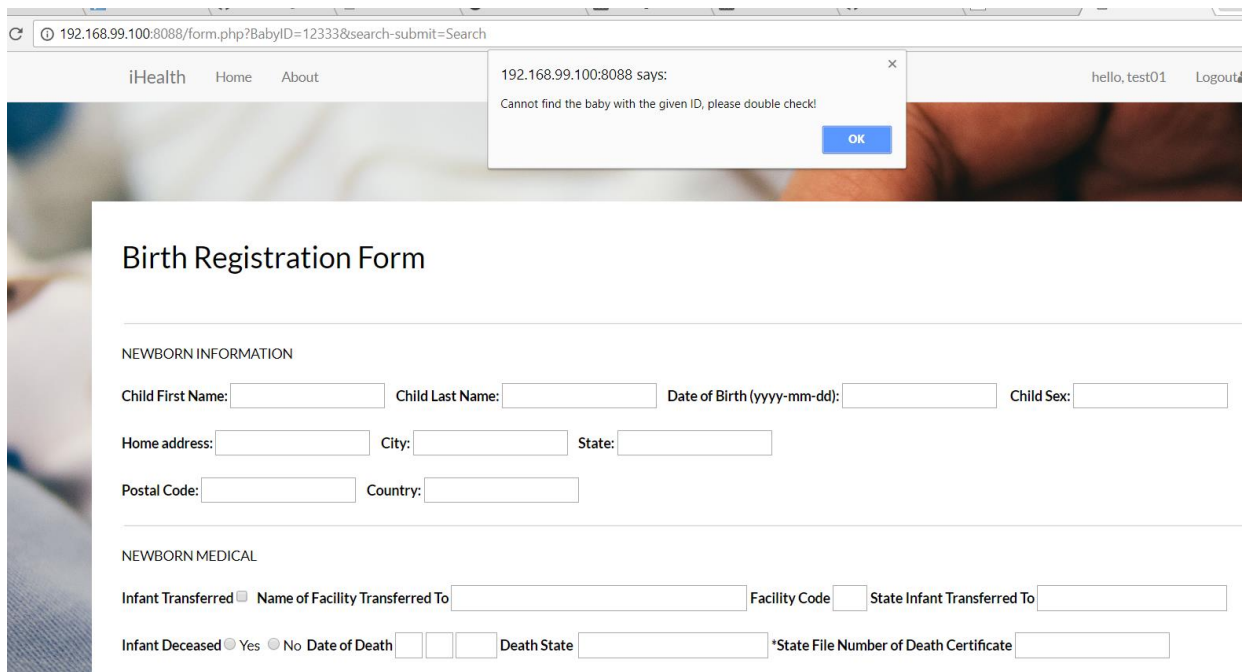 192.168.99.100:8088/form.php?BabyID=12333&search-submit=Search
iHealth Home About
192.168.99.100:8088 says:
Cannot find the baby with the given ID, please double check!
OK
hello, test01 Logout
Birth Registration Form
NEWBORN INFORMATION
Child First Name: Child Last Name: Date of Birth (yyyy-mm-dd): Child Sex:
Home address: City: State:
Postal Code: Country:
NEWBORN MEDICAL
Infant Transferred Name of Facility Transferred To Facility Code State Infant Transferred To
Infant Deceased Yes No Date of Death Death State *State File Number of Death Certificate